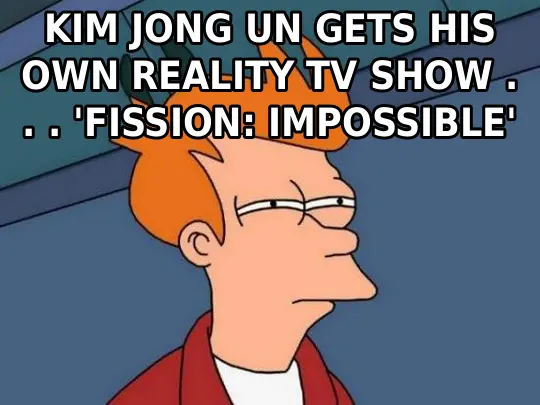 KIM JONG UN GETS HIS
OWN REALITY TV SHOW .
. . 'FISSION: IMPOSSIBLE'